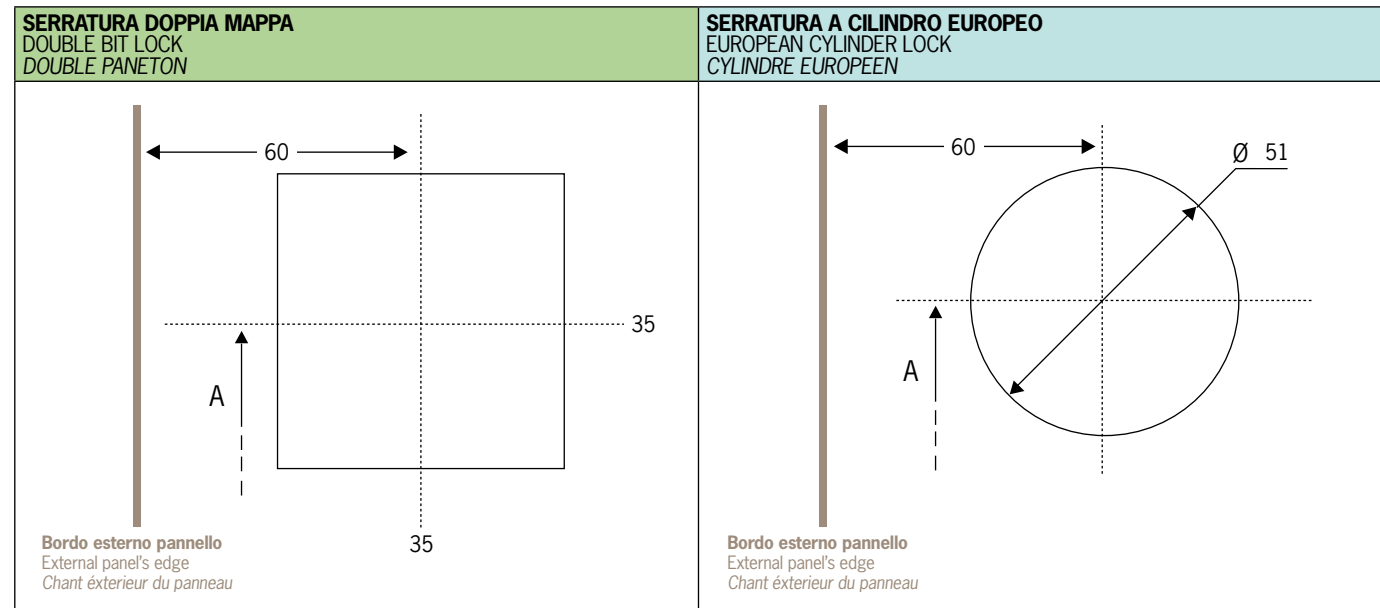 SERRATURA DOPPIA MAPPA
DOUBLE BIT LOCK
DOUBLE PANETON
60
35
A
35
Bordo esterno pannello
External panel's edge
Chant éxterieur du panneau
SERRATURA A CILINDRO EUROPEO
EUROPEAN CYLINDER LOCK
CYLINDRE EUROPEEN
60
Ø 51
A
Bordo esterno pannello
External panel's edge
Chant éxterieur du panneau